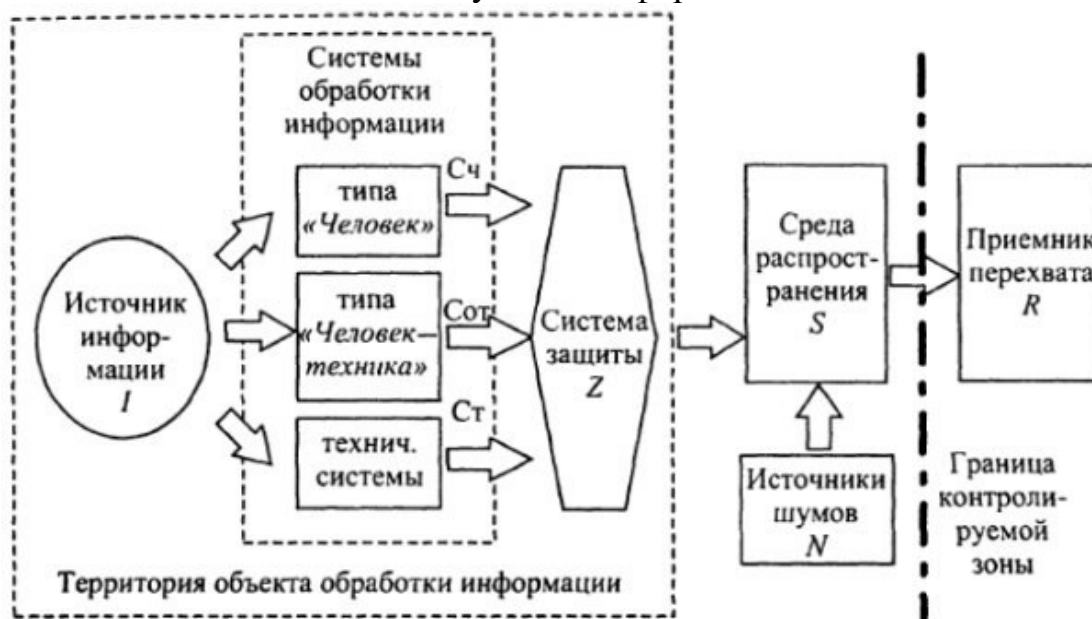 Системы
обработки
информации
типа
«Человек»
Сч
типа
«Человек–
техника»
Сот
технич.
системы
Ст
Источник
инфор-
мации
I
Система
защиты
Z
Среда
распрост-
ранения
S
Приемник
перехвата
R
Источники
шумов
N
Граница
контроли-
руемой
зоны
Территория объекта обработки информации